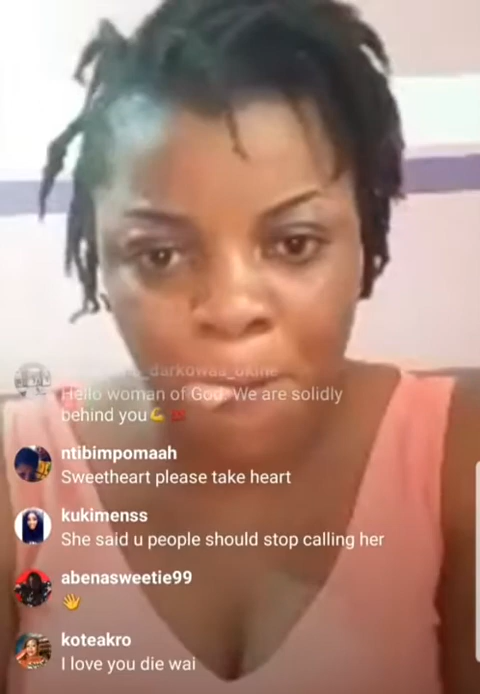 _darkowaa_okine
Hello woman of God. We are solidly
behind you💪💯
ntibimpomaah
Sweetheart please take heart
kukimenss
She said u people should stop calling her
abenasweetie99
👋
koteakro
I love you die wai